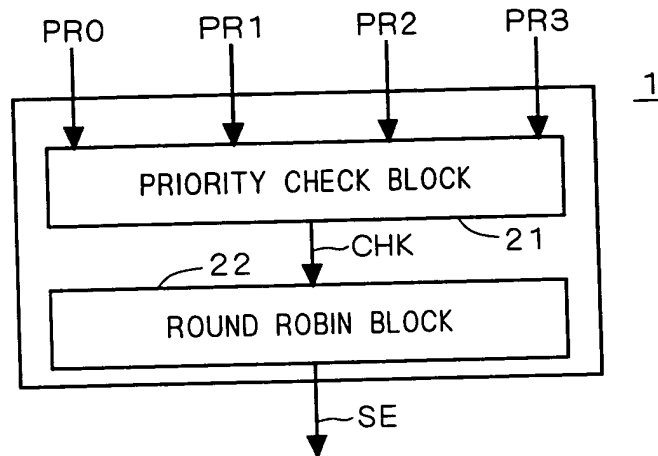 PR0 PR1 PR2 PR3
1
PRIORITY CHECK BLOCK
21
CHK
22
ROUND ROBIN BLOCK
SE